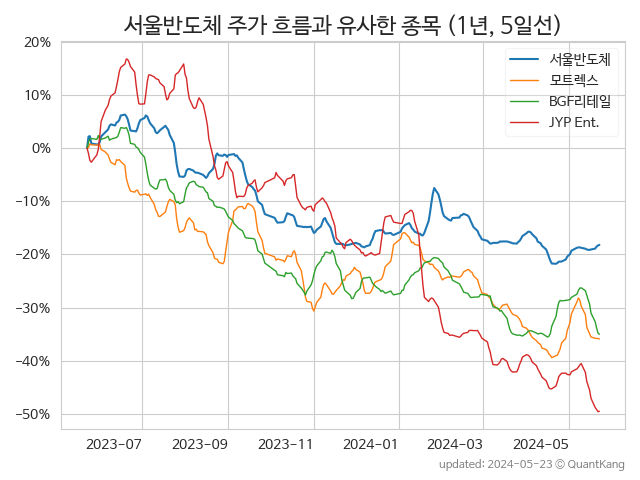 서울반도체 주가 흐름과 유사한 종목 (1년, 5일선)
서울반도체
모트렉스
BGF리테일
JYP Ent.
20%
10%
0%
−10%
−20%
−30%
−40%
−50%
2023−07
2023−09
2023−11
2024−01
2024−03
2024−05
updated: 2024-05-23 © QuantKang